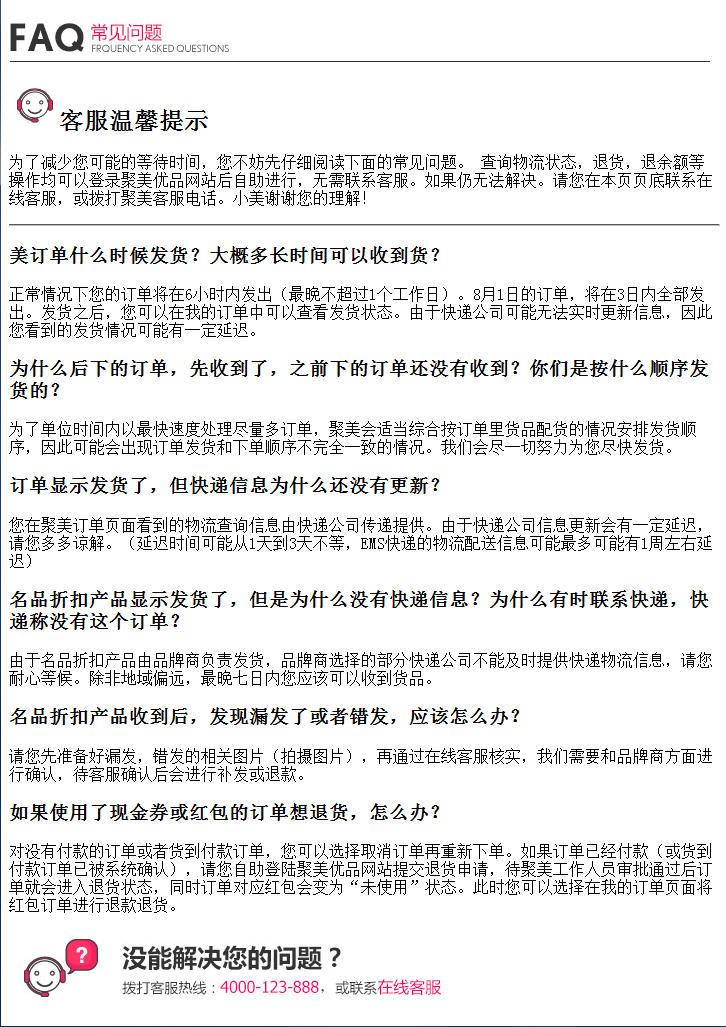 FAQ 常见问题
FRQUENCY ASKED QUESTIONS
客服温馨提示
为了减少您可能的等待时间，您不妨先仔细阅读下面的常见问题。 查询物流状态，退货，退余额等
操作均可以登录聚美优品网站后自助进行，无需联系客服。如果仍无法解决。请您在本页页底联系在
线客服，或拨打聚美客服电话。小美谢谢您的理解！
美订单什么时候发货？大概多长时间可以收到货？
正常情况下您的订单将在6小时内发出（最晚不超过1个工作日）。8月1日的订单，将在3日内全部发
出。发货之后，您可以在我的订单中可以查看发货状态。由于快递公司可能无法实时更新信息，因此
您看到的发货情况可能有一定延迟。
为什么后下的订单，先收到了，之前下的订单还没有收到？你们是按什么顺序发
货的？
为了单位时间内以最快速度处理尽量多订单，聚美会适当综合按订单里货品配货的情况安排发货顺
序，因此可能会出现订单发货和下单顺序不完全一致的情况。我们会尽一切努力为您尽快发货。
订单显示发货了，但快递信息为什么还没有更新？
您在聚美订单页面看到的物流查询信息由快递公司传递提供。由于快递公司信息更新会有一定延迟，
请您多多谅解。（延迟时间可能从1天到3天不等，EMS快递的物流配送信息可能最多可能有1周左右延
迟）
名品折扣产品显示发货了，但是为什么没有快递信息？为什么有时联系快递，快
递称没有这个订单？
由于名品折扣产品由品牌商负责发货，品牌商选择的部分快递公司不能及时提供快递物流信息，请您
耐心等候。除非地域偏远，最晚七日内您应该可以收到货品。
名品折扣产品收到后，发现漏发了或者错发，应该怎么办？
请您先准备好漏发，错发的相关图片（拍摄图片），再通过在线客服核实，我们需要和品牌商方面进
行确认，待客服确认后会进行补发或退款。
如果使用了现金券或红包的订单想退货，怎么办？
对没有付款的订单或者货到付款订单，您可以选择取消订单再重新下单。如果订单已经付款（或货到
付款订单已被系统确认），请您自助登陆聚美优品网站提交退货申请，待聚美工作人员审批通过后订
单就会进入退货状态，同时订单对应红包会变为“未使用”状态。此时您可以选择在我的订单页面将
红包订单进行退款退货。
?
没能解决您的问题？
拨打客服热线：4000-123-888，或联系在线客服